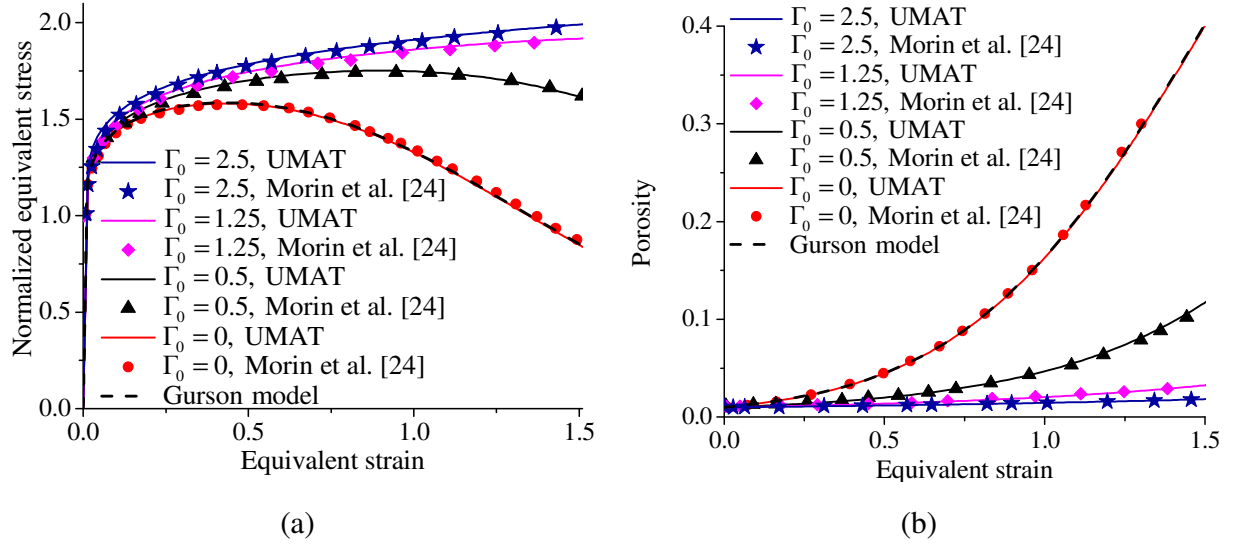 2.0
1.5
1.0
0.5
0.0
Normalized equivalent stress
Γ₀ = 2.5, UMAT
Γ₀ = 2.5, Morin et al. [24]
Γ₀ = 1.25, UMAT
Γ₀ = 1.25, Morin et al. [24]
Γ₀ = 0.5, UMAT
Γ₀ = 0.5, Morin et al. [24]
Γ₀ = 0, UMAT
Γ₀ = 0, Morin et al. [24]
Gurson model
0.0 0.5 1.0 1.5
Equivalent strain
(a)
0.4
0.3
0.2
0.1
0.0
Porosity
Γ₀ = 2.5, UMAT
Γ₀ = 2.5, Morin et al. [24]
Γ₀ = 1.25, UMAT
Γ₀ = 1.25, Morin et al. [24]
Γ₀ = 0.5, UMAT
Γ₀ = 0.5, Morin et al. [24]
Γ₀ = 0, UMAT
Γ₀ = 0, Morin et al. [24]
Gurson model
0.0 0.5 1.0 1.5
Equivalent strain
(b)